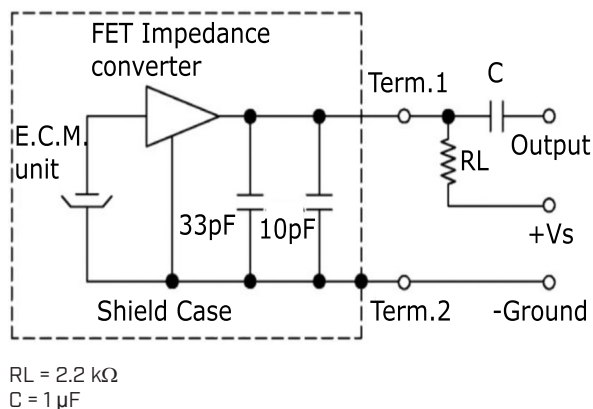 FET Impedance
converter
Term.1
C
E.C.M.
unit
Output
RL
33pF
10pF
+Vs
Shield Case
Term.2
-Ground
RL = 2.2 kΩ
C = 1 µF